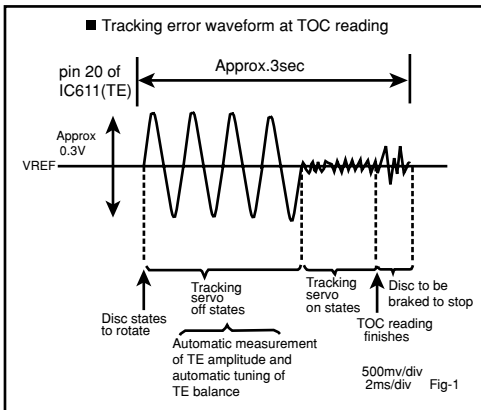 ■ Tracking error waveform at TOC reading
pin 20 of
IC611(TE)
Approx.3sec
Approx
0.3V
VREF
Disc states
to rotate
Tracking
servo
off states
Tracking
servo
on states
Disc to be
braked to stop
TOC reading
finishes
Automatic measurement
of TE amplitude and
automatic tuning of
TE balance
500mv/div
2ms/div Fig-1